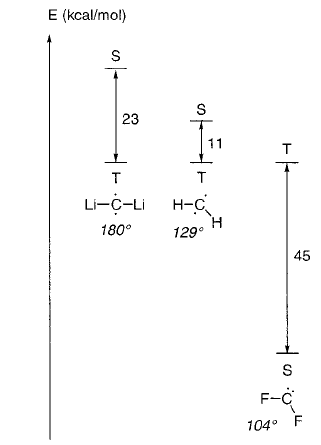 E (kcal/mol)
S
23
T
Li–C–Li
180°
S
11
T
H–C
H
129°
T
45
S
F–C
F
104°